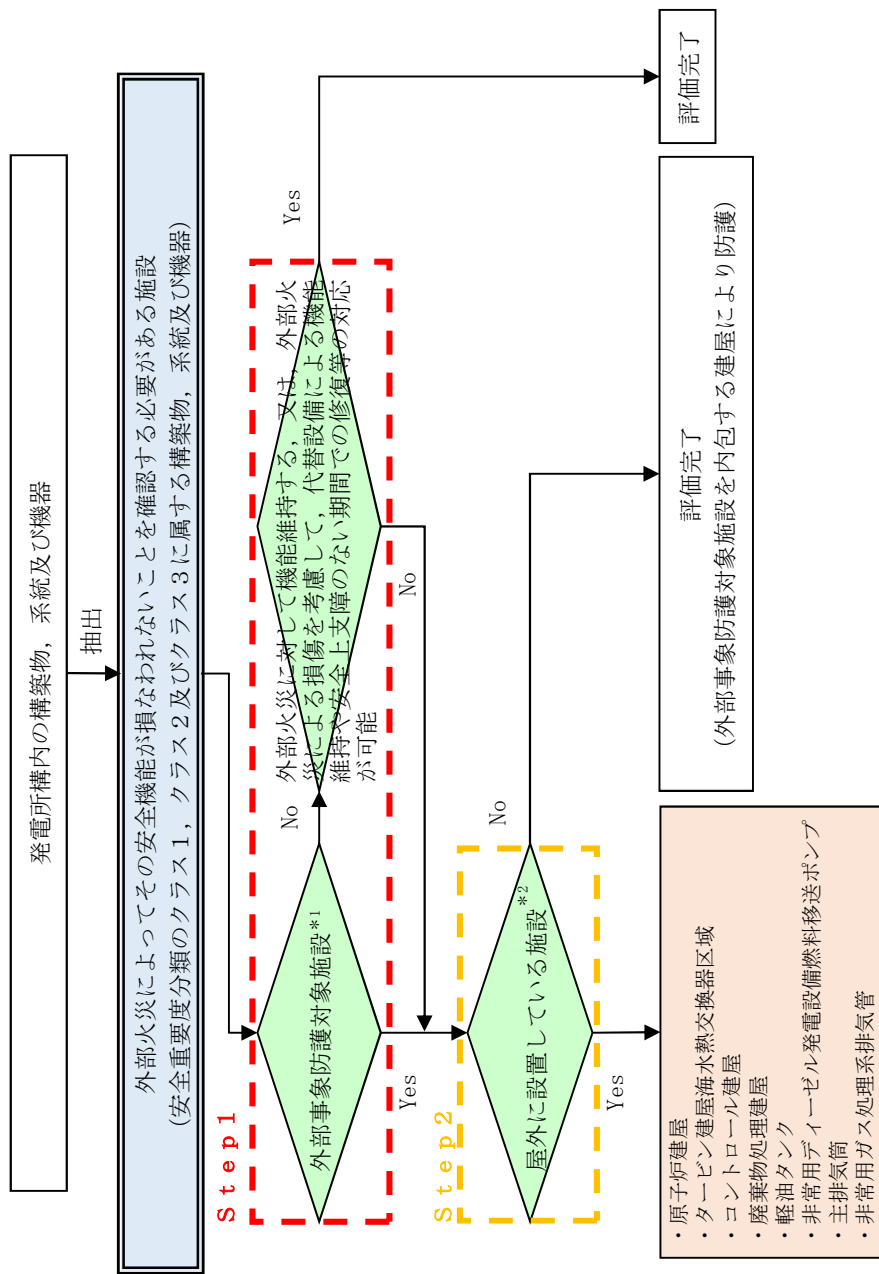 発電所構内の構築物，系統及び機器
抽出
外部火災によってその安全機能が損なわれないことを確認する必要がある施設
(安全重要度分類のクラス１，クラス２及びクラス３に属する構築物，系統及び機器)
Ｓｔｅｐ１
外部事象防護対象施設*1
No
外部火災に対して機能維持する，又は，外部火
災による損傷を考慮して，代替設備による機能
維持や安全上支障のない期間での修復等の対応
が可能
Yes
Yes
No
Ｓｔｅｐ２
屋外に設置している施設*2
No
Yes
・原子炉建屋
・タービン建屋海水熱交換器区域
・コントロール建屋
・廃棄物処理建屋
・軽油タンク
・非常用ディーゼル発電設備燃料移送ポンプ
・主排気筒
・非常用ガス処理系排気管
評価完了
(外部事象防護対象施設を内包する建屋により防護)
評価完了